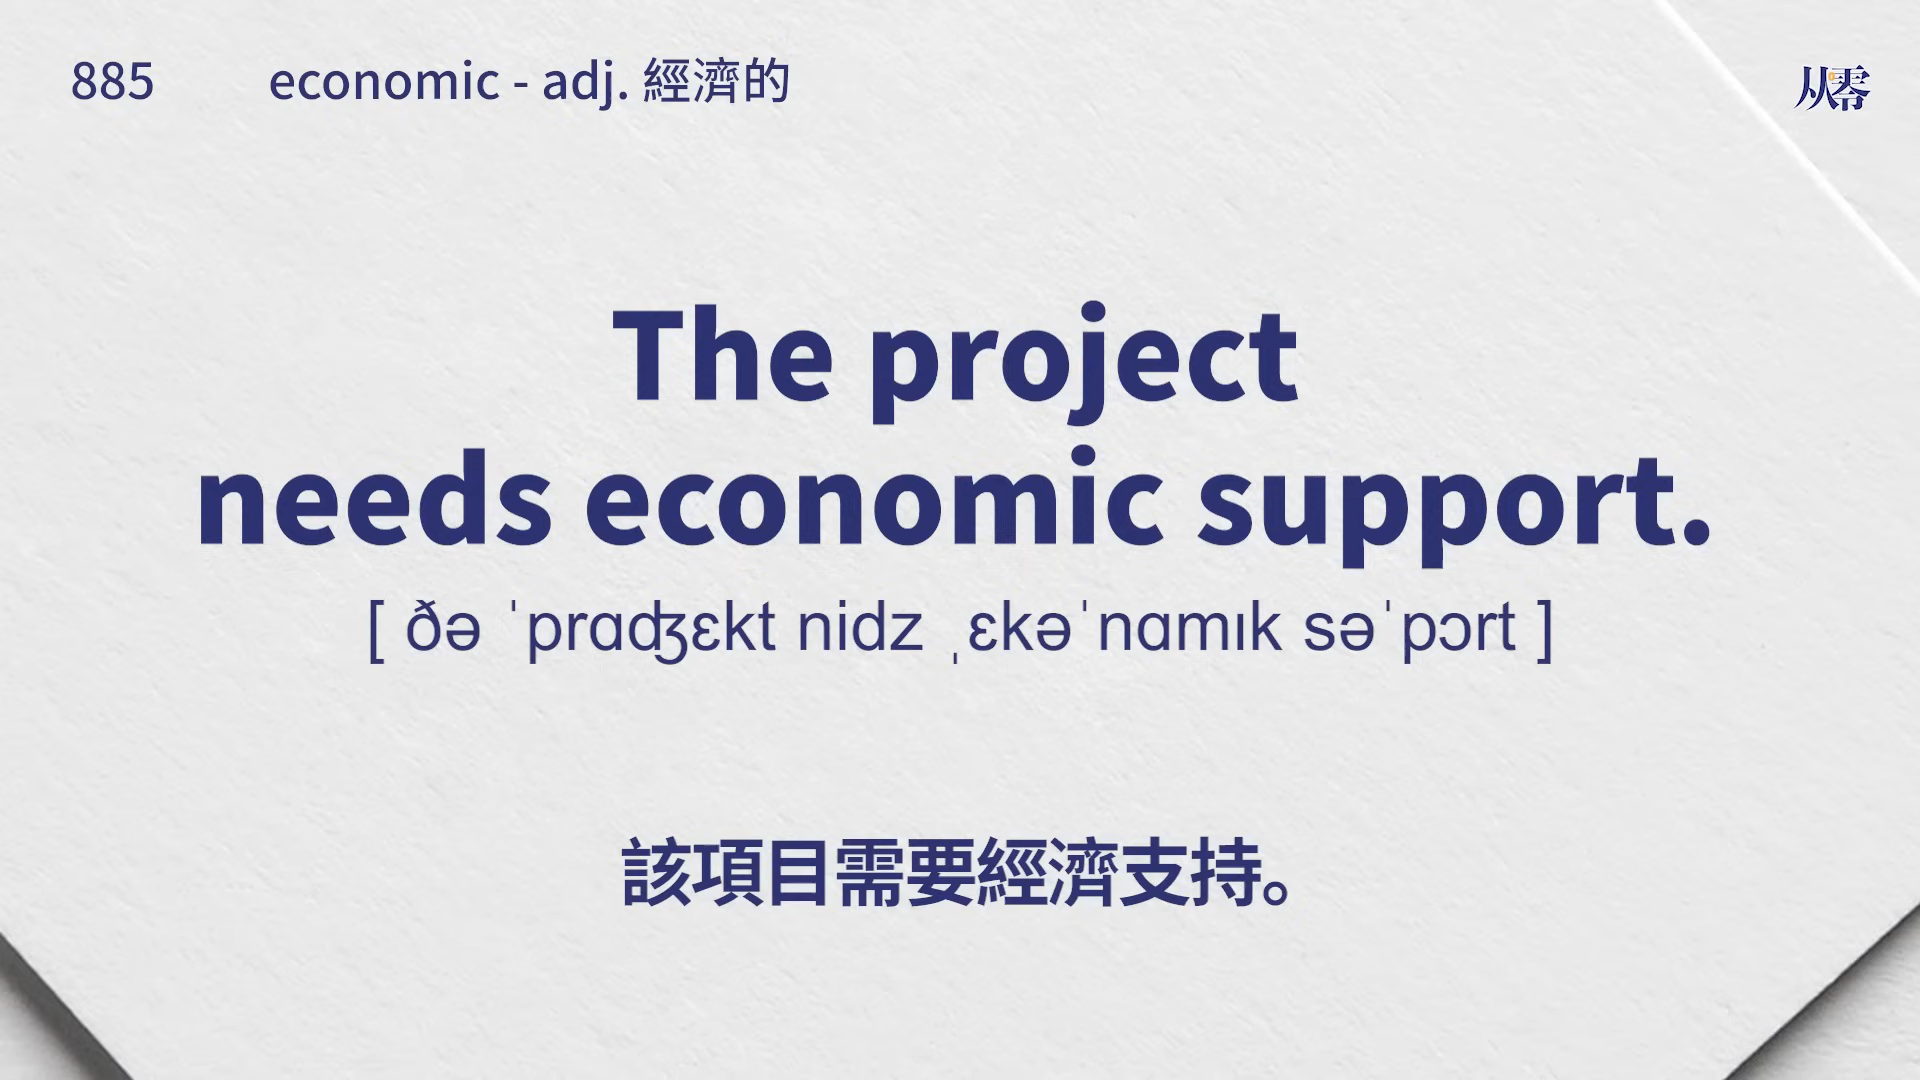 885 economic - adj. 經濟的
从零
The project
needs economic support.
[ ðə ˈprɑʤɛkt nidz ˌɛkəˈnɑmɪk səˈpɔrt ]
該項目需要經濟支持。